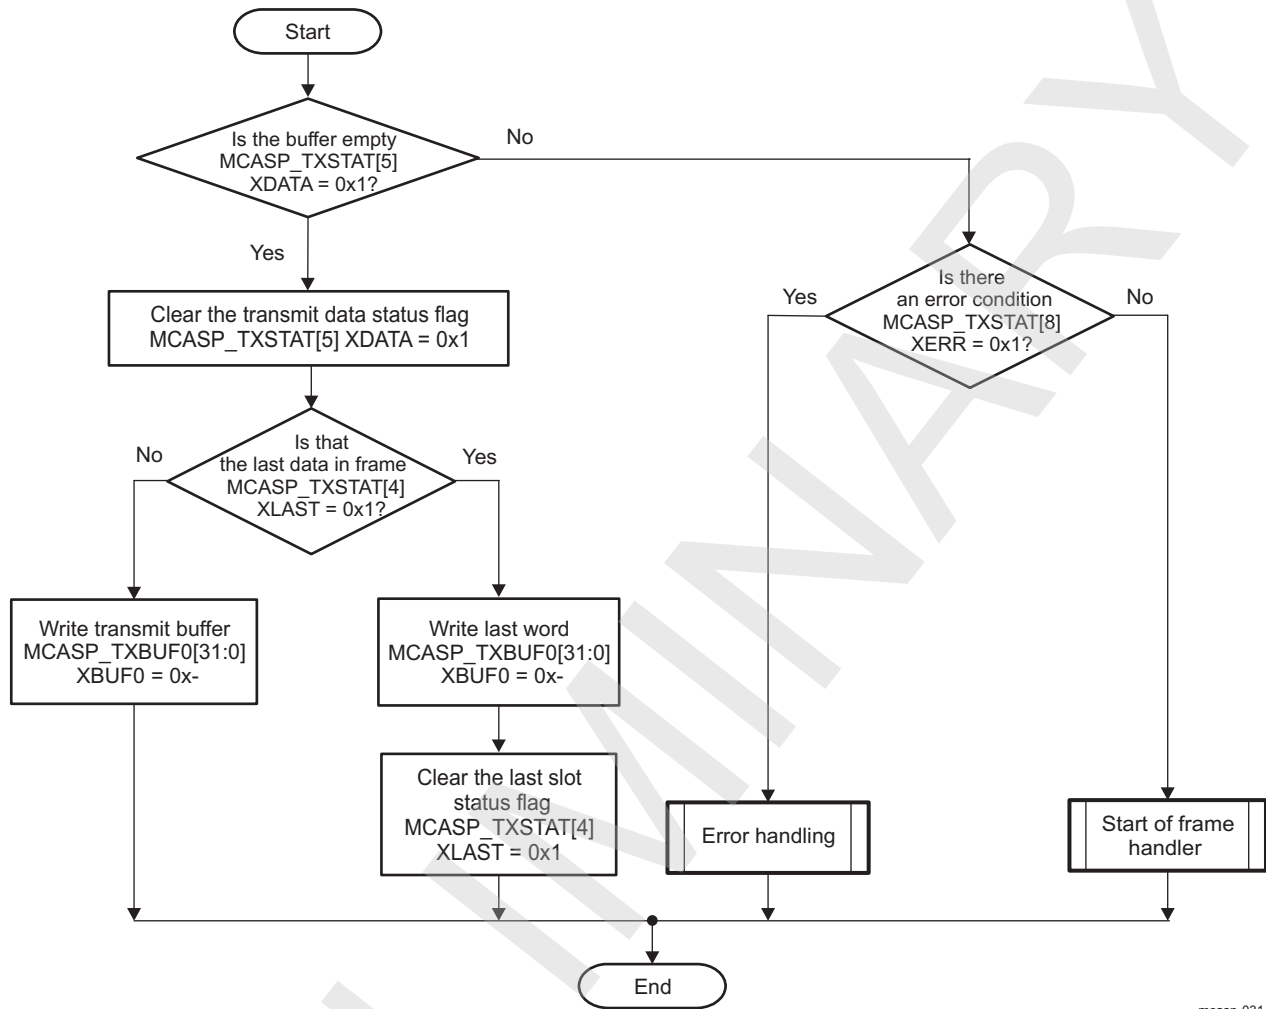 Start
Is the buffer empty
MCASP_TXSTAT[5]
XDATA = 0x1?
No
Yes
Clear the transmit data status flag
MCASP_TXSTAT[5] XDATA = 0x1
Is there
an error condition
MCASP_TXSTAT[8]
XERR = 0x1?
Yes
No
Is that
the last data in frame
MCASP_TXSTAT[4]
XLAST = 0x1?
No
Yes
Write transmit buffer
MCASP_TXBUF0[31:0]
XBUF0 = 0x-
Write last word
MCASP_TXBUF0[31:0]
XBUF0 = 0x-
Clear the last slot
status flag
MCASP_TXSTAT[4]
XLAST = 0x1
Error handling
Start of frame
handler
End
IMINARY